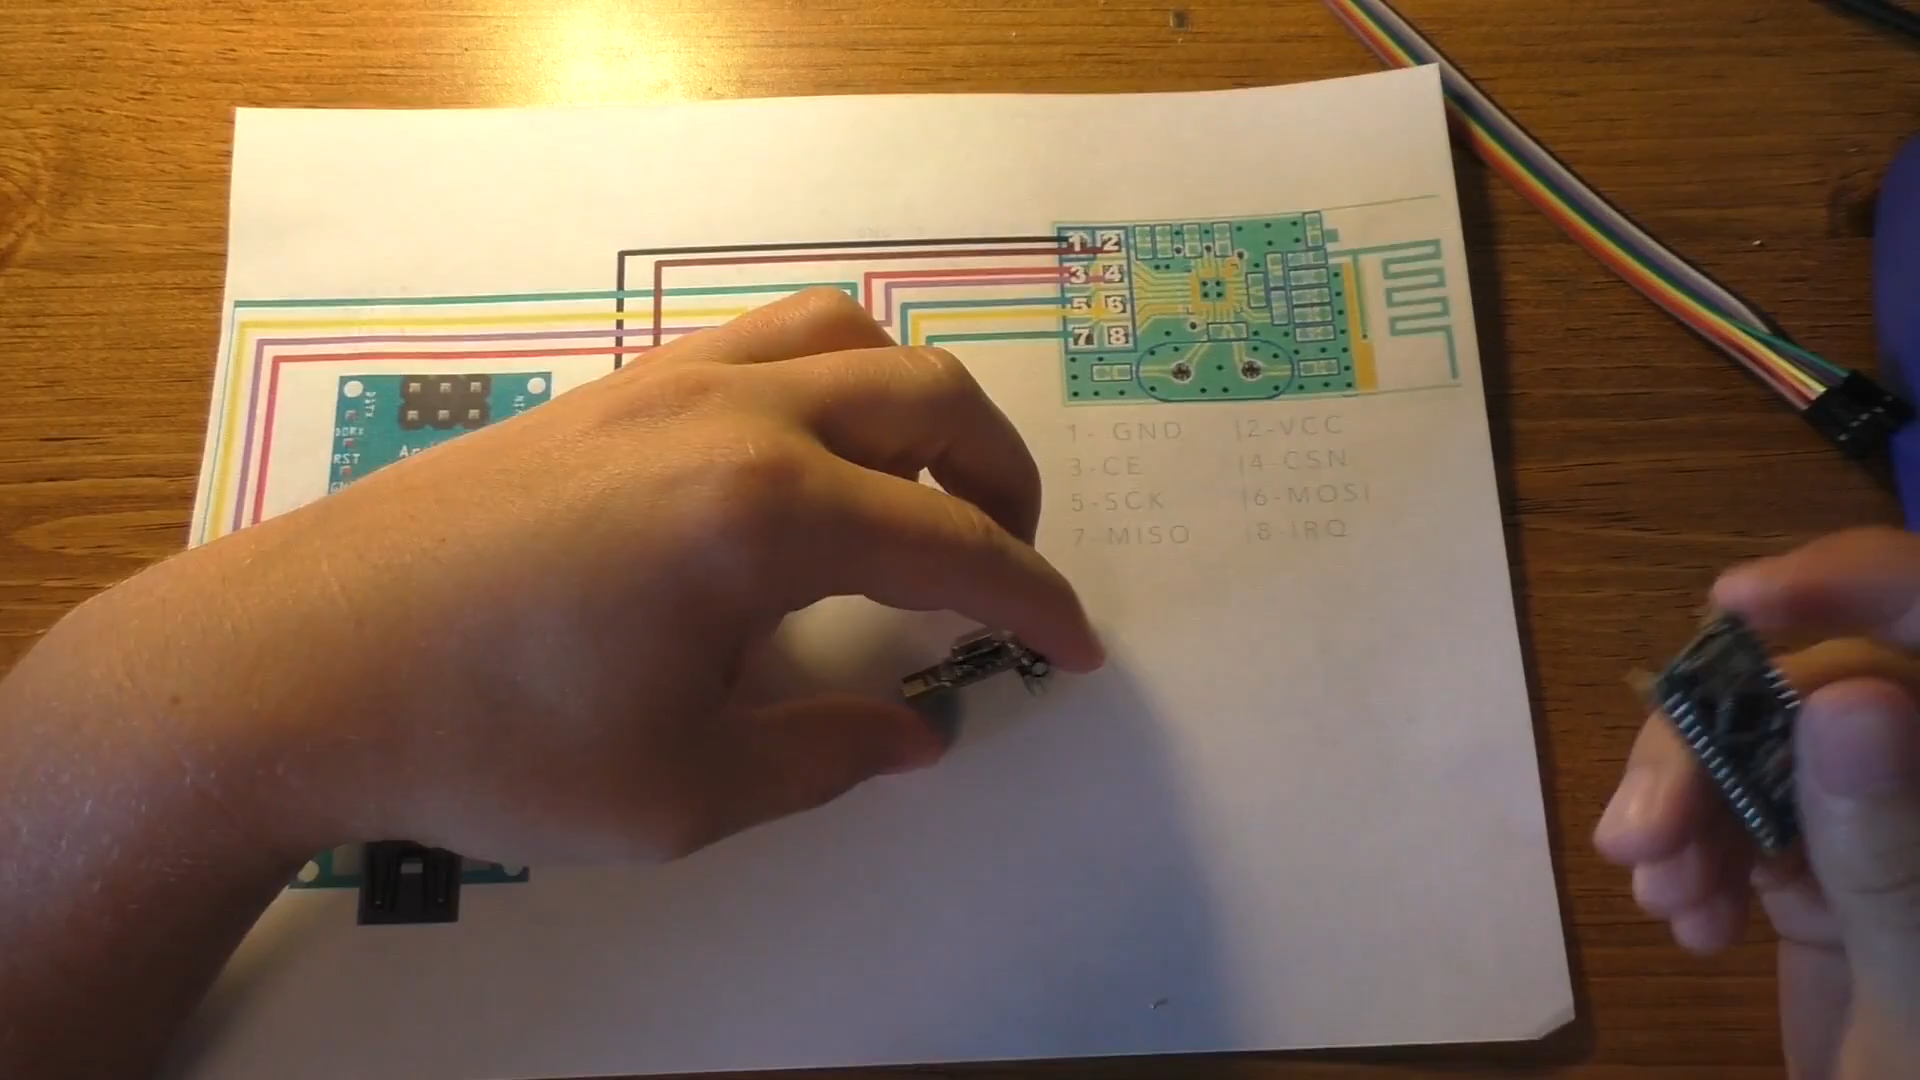 1 2
3 4
5 6
7 8
RST
1- GND |2-VCC
3-CE |4-CSN
5-SCK |6-MOSI
7-MISO |8-IRQ